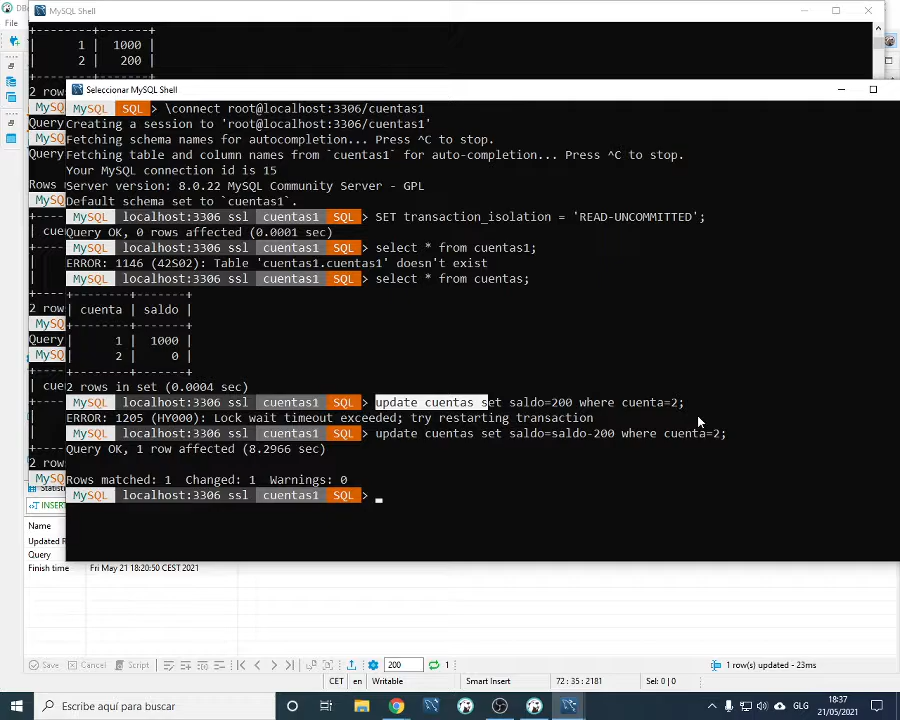 DB
MySQL Shell
File
+--------+-------+
| 1 | 1000 |
| 2 | 200 |
+--------+-------+
2 rows
Seleccionar MySQL Shell
MySQL SQL > \connect root@localhost:3306/cuentas1
Creating a session to 'root@localhost:3306/cuentas1'
Fetching schema names for autocompletion... Press ^C to stop.
Fetching table and column names from `cuentas1` for auto-completion... Press ^C to stop.
Your MySQL connection id is 15
Server version: 8.0.22 MySQL Community Server - GPL
Default schema set to `cuentas1`.
MySQL localhost:3306 ssl cuentas1 SQL > SET transaction_isolation = 'READ-UNCOMMITTED';
Query OK, 0 rows affected (0.0001 sec)
MySQL localhost:3306 ssl cuentas1 SQL > select * from cuentas1;
ERROR: 1146 (42S02): Table 'cuentas1.cuentas1' doesn't exist
MySQL localhost:3306 ssl cuentas1 SQL > select * from cuentas;
+--------+-------+
| cuenta | saldo |
+--------+-------+
| 1 | 1000 |
| 2 | 0 |
+--------+-------+
2 rows in set (0.0004 sec)
MySQL localhost:3306 ssl cuentas1 SQL > update cuentas set saldo=200 where cuenta=2;
ERROR: 1205 (HY000): Lock wait timeout exceeded; try restarting transaction
MySQL localhost:3306 ssl cuentas1 SQL > update cuentas set saldo=saldo-200 where cuenta=2;
Query OK, 1 row affected (8.2966 sec)
Rows matched: 1 Changed: 1 Warnings: 0
MySQL localhost:3306 ssl cuentas1 SQL >
Statist
INSERT
Name
Updated R
Query
Finish time Fri May 21 18:20:50 CEST 2021
Save Cancel Script 200 1 1 row(s) updated - 23ms
CET en Writable Smart Insert 72 : 35 : 2181 Sel: 0 | 0
Escribe aquí para buscar GLG 18:37
21/05/2021